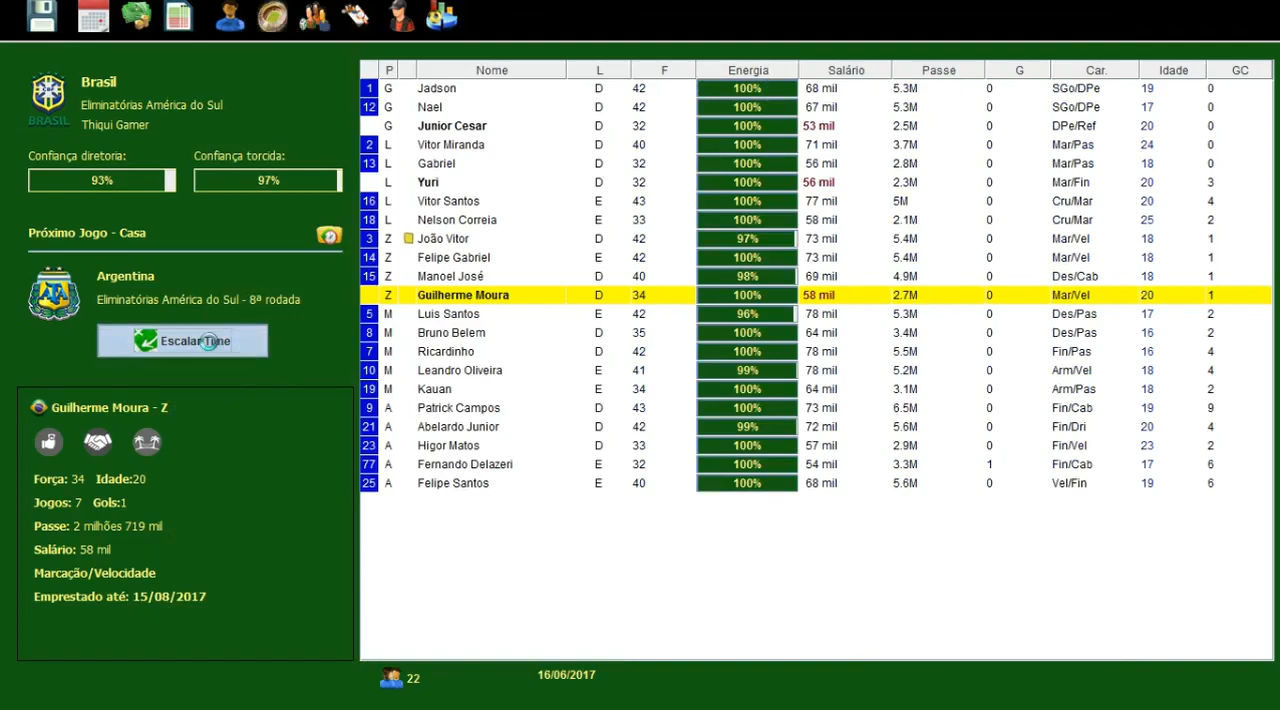 Brasil
Eliminatórias América do Sul
Thiqui Gamer
BRASIL
Confiança diretoria: Confiança torcida:
93% 97%
Próximo Jogo - Casa
Argentina
Eliminatórias América do Sul - 8ª rodada
Escalar Time
Guilherme Moura - Z
Força: 34 Idade:20
Jogos: 7 Gols:1
Passe: 2 milhões 719 mil
Salário: 58 mil
Marcação/Velocidade
Emprestado até: 15/08/2017
P Nome L F Energia Salário Passe G Car. Idade GC
1 G Jadson D 42 100% 68 mil 5.3M 0 SGo/DPe 19 0
12 G Nael D 42 100% 67 mil 5.3M 0 SGo/DPe 17 0
G Junior Cesar D 32 100% 53 mil 2.5M 0 DPe/Ref 20 0
2 L Vitor Miranda D 40 100% 71 mil 3.7M 0 Mar/Pas 24 0
13 L Gabriel D 32 100% 56 mil 2.8M 0 Mar/Pas 18 0
L Yuri D 32 100% 56 mil 2.3M 0 Mar/Fin 20 3
16 L Vitor Santos E 43 100% 77 mil 5M 0 Cru/Mar 20 4
18 L Nelson Correia E 33 100% 58 mil 2.1M 0 Cru/Mar 25 2
3 Z João Vitor D 42 97% 73 mil 5.4M 0 Mar/Vel 18 1
14 Z Felipe Gabriel E 42 100% 73 mil 5.4M 0 Mar/Vel 18 1
15 Z Manoel José D 40 98% 69 mil 4.9M 0 Des/Cab 18 1
Z Guilherme Moura D 34 100% 58 mil 2.7M 0 Mar/Vel 20 1
5 M Luis Santos E 42 96% 78 mil 5.3M 0 Des/Pas 17 2
8 M Bruno Belem D 35 100% 64 mil 3.4M 0 Des/Pas 16 2
7 M Ricardinho D 42 100% 78 mil 5.5M 0 Fin/Pas 16 4
10 M Leandro Oliveira E 41 99% 78 mil 5.2M 0 Arm/Vel 18 4
19 M Kauan E 34 100% 64 mil 3.1M 0 Arm/Pas 18 2
9 A Patrick Campos D 43 100% 73 mil 6.5M 0 Fin/Cab 19 9
21 A Abelardo Junior D 42 99% 72 mil 5.6M 0 Fin/Dri 20 4
23 A Higor Matos D 33 100% 57 mil 2.9M 0 Fin/Vel 23 2
77 A Fernando Delazeri E 32 100% 54 mil 3.3M 1 Fin/Cab 17 6
25 A Felipe Santos E 40 100% 68 mil 5.6M 0 Vel/Fin 19 6
22 16/06/2017